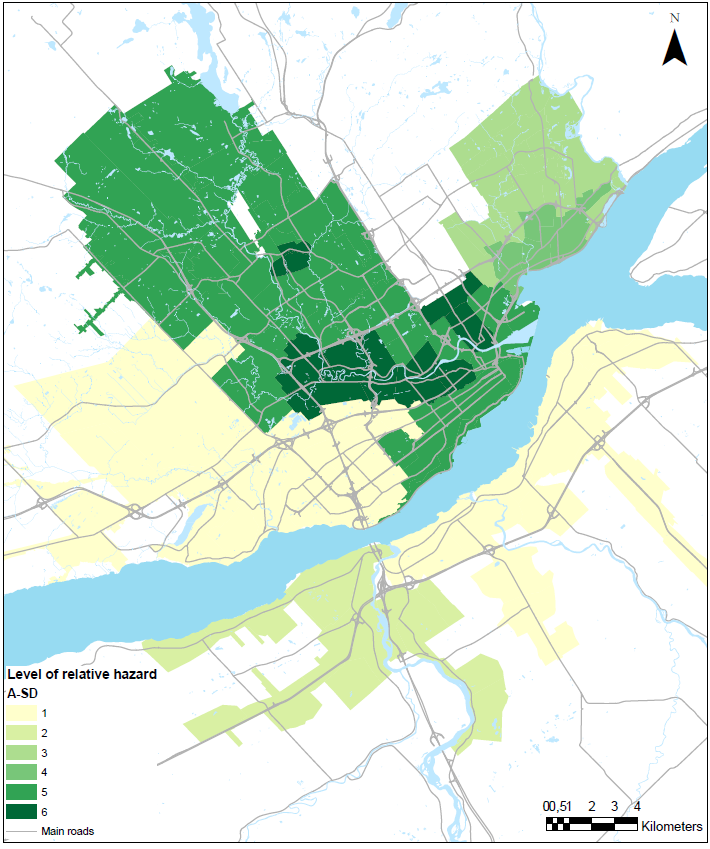 N
Level of relative hazard
A-SD
1
2
3
4
5
6
Main roads
00,51 2 3 4
Kilometers